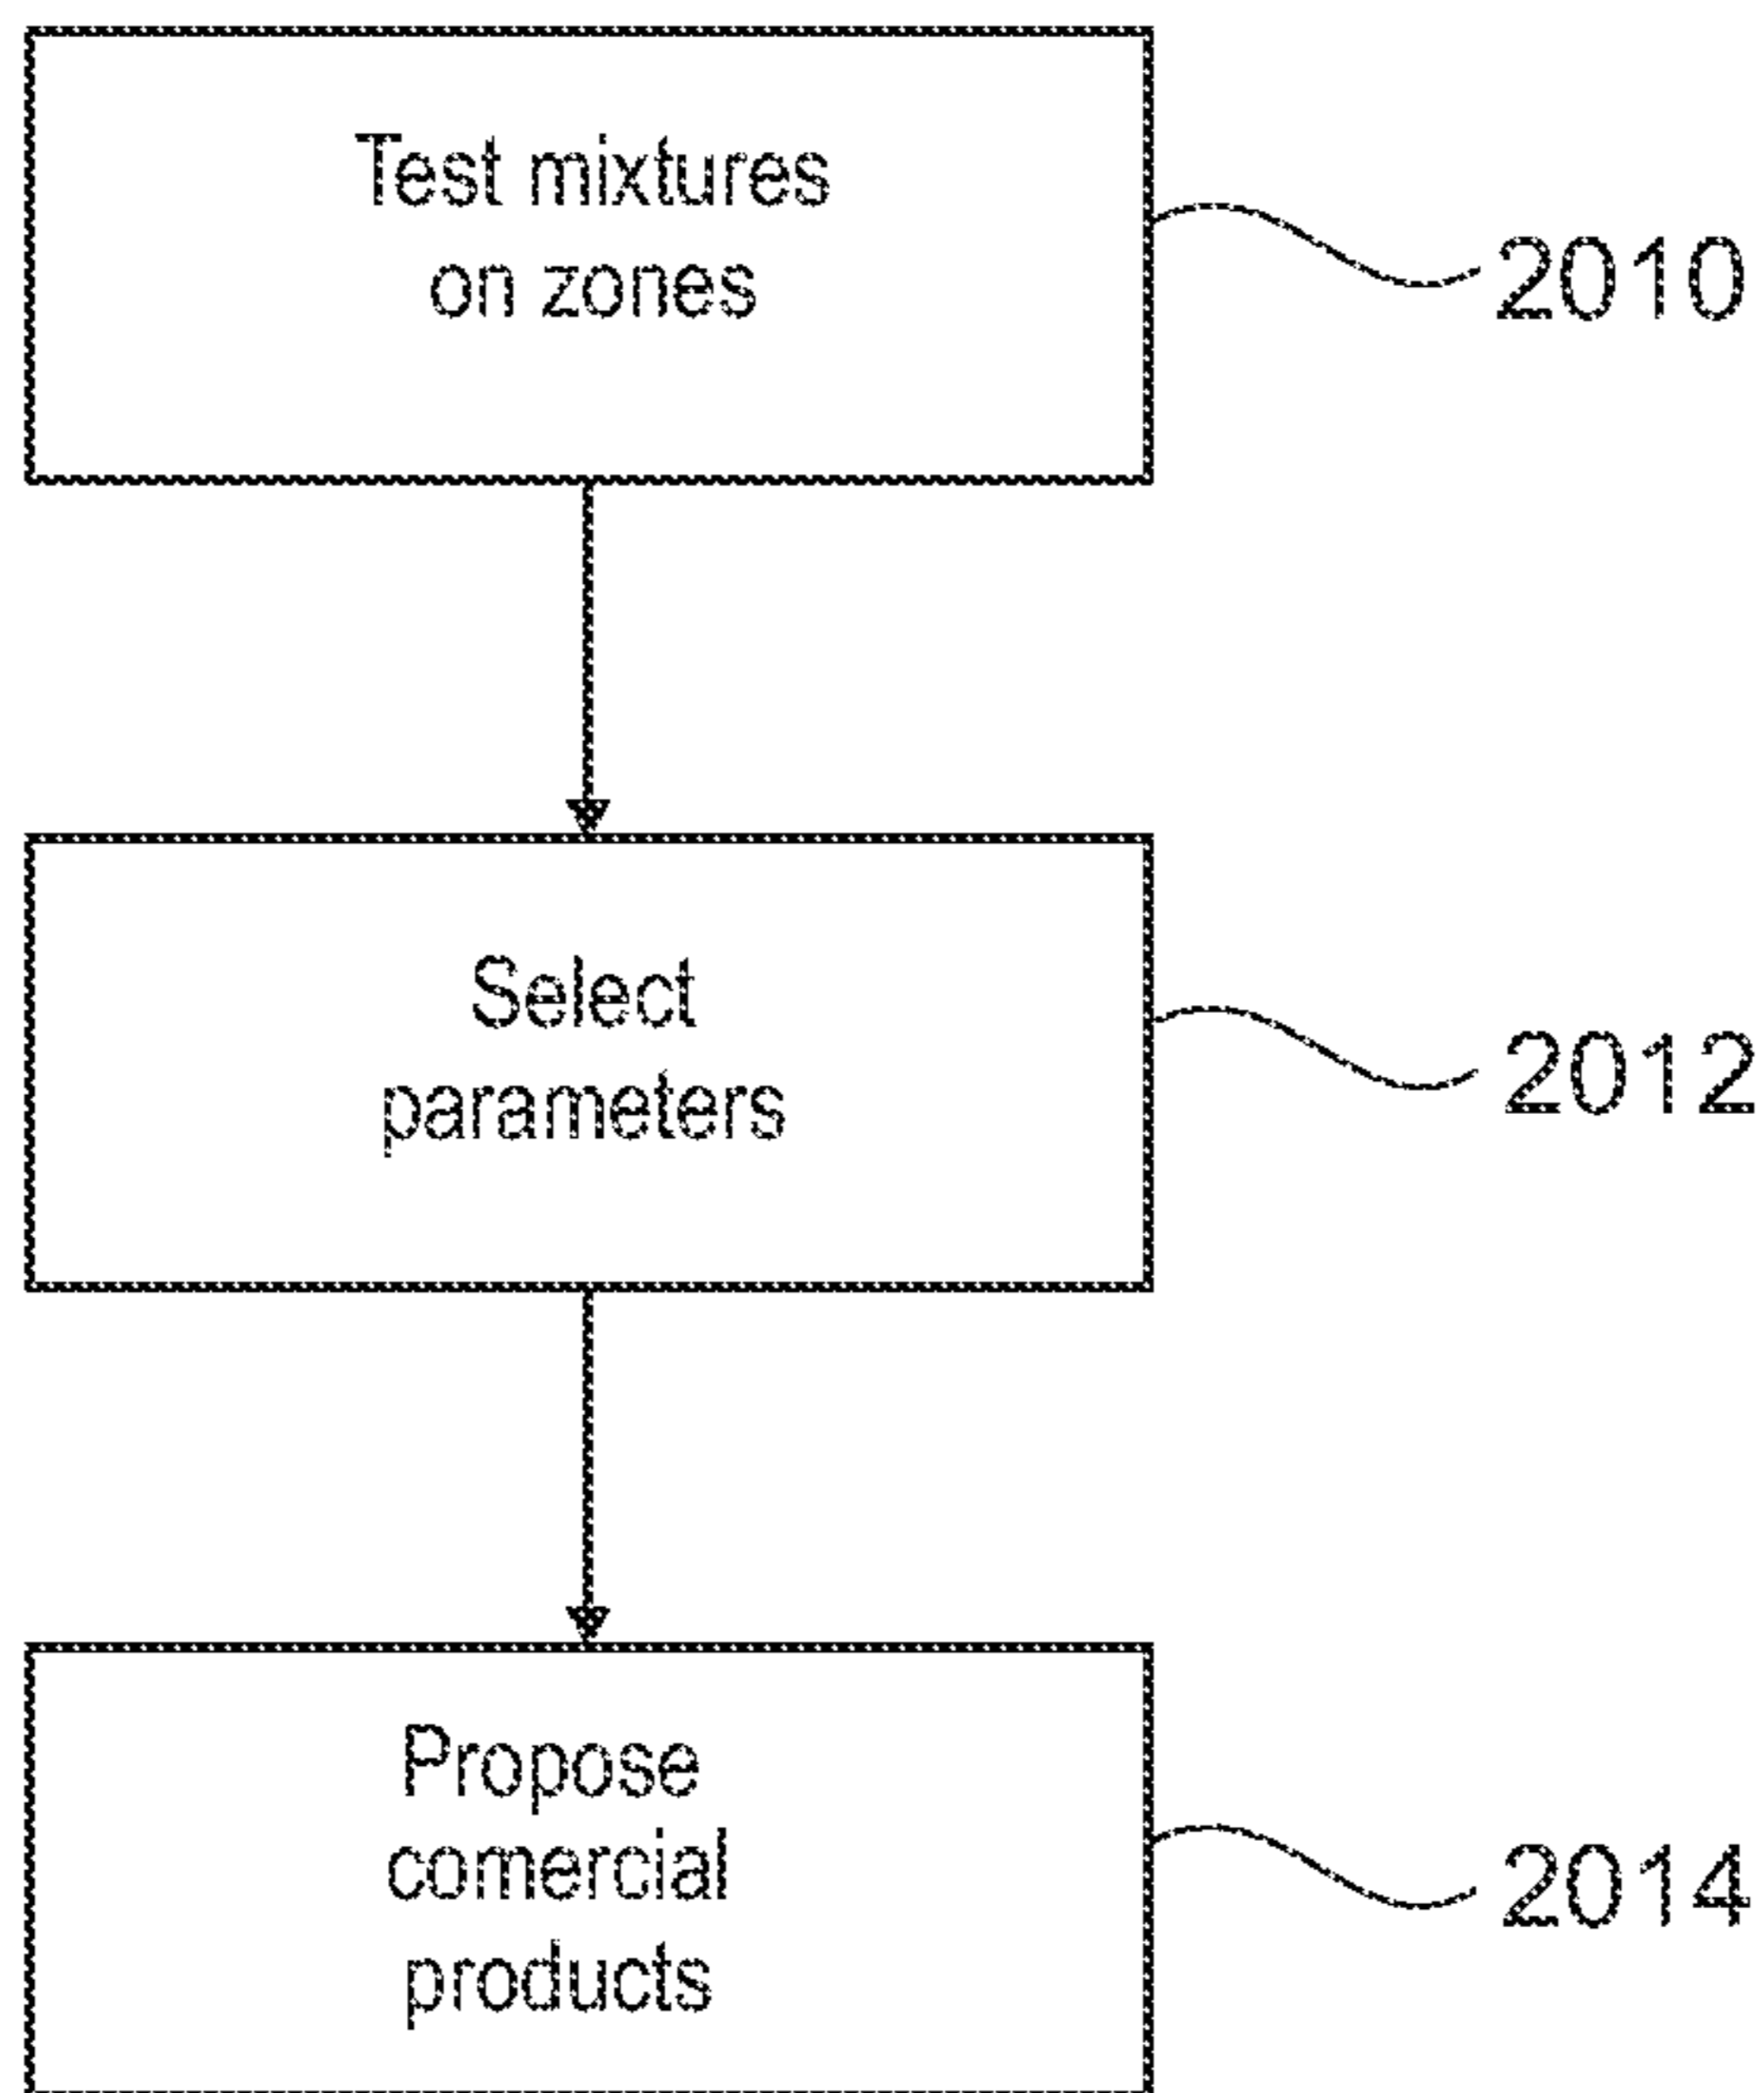 Test mixtures
on zones
2010
Select
parameters
2012
Propose
comercial
products
2014